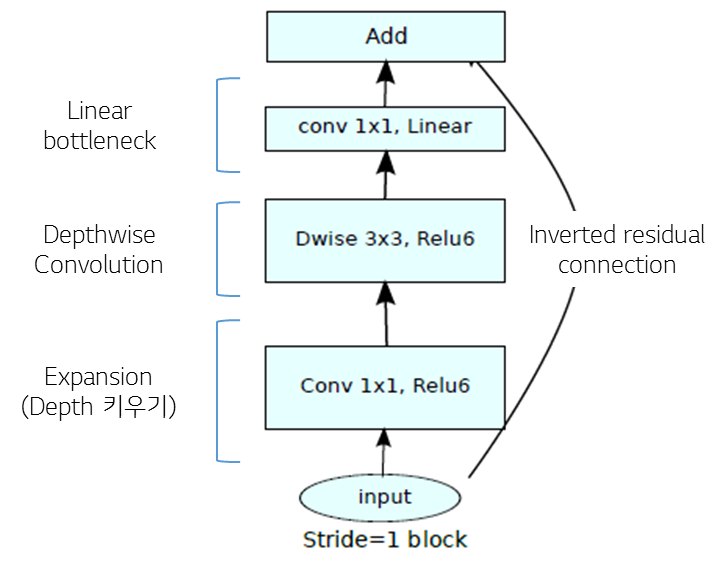 Add
Linear
bottleneck
conv 1x1, Linear
Depthwise
Convolution
Dwise 3x3, Relu6
Inverted residual
connection
Expansion
(Depth 키우기)
Conv 1x1, Relu6
input
Stride=1 block